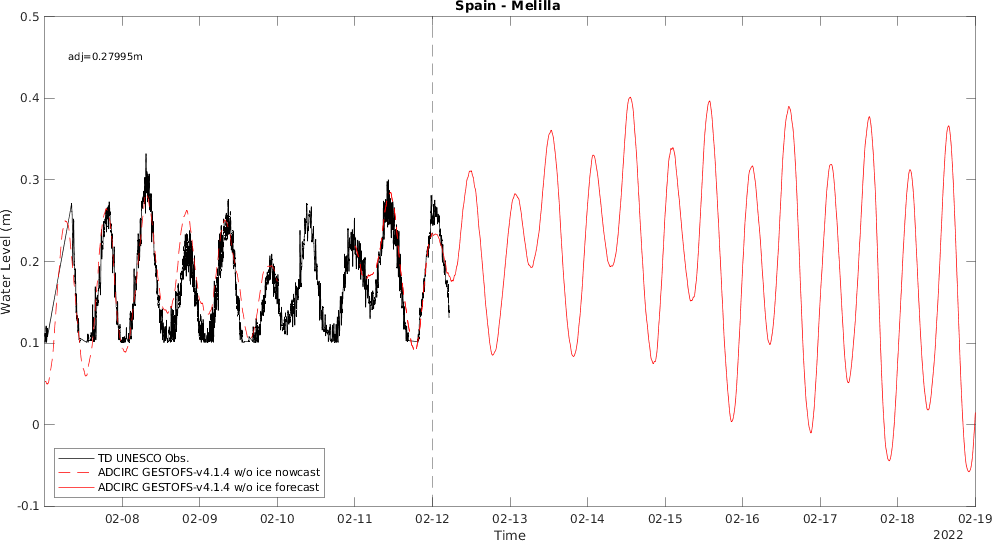 Spain - Melilla
adj=0.27995m
0.5
0.4
0.3
0.2
0.1
0
-0.1
Water Level (m)
TD UNESCO Obs.
ADCIRC GESTOFS-v4.1.4 w/o ice nowcast
ADCIRC GESTOFS-v4.1.4 w/o ice forecast
02-08 02-09 02-10 02-11 02-12 02-13 02-14 02-15 02-16 02-17 02-18 02-19
Time
2022